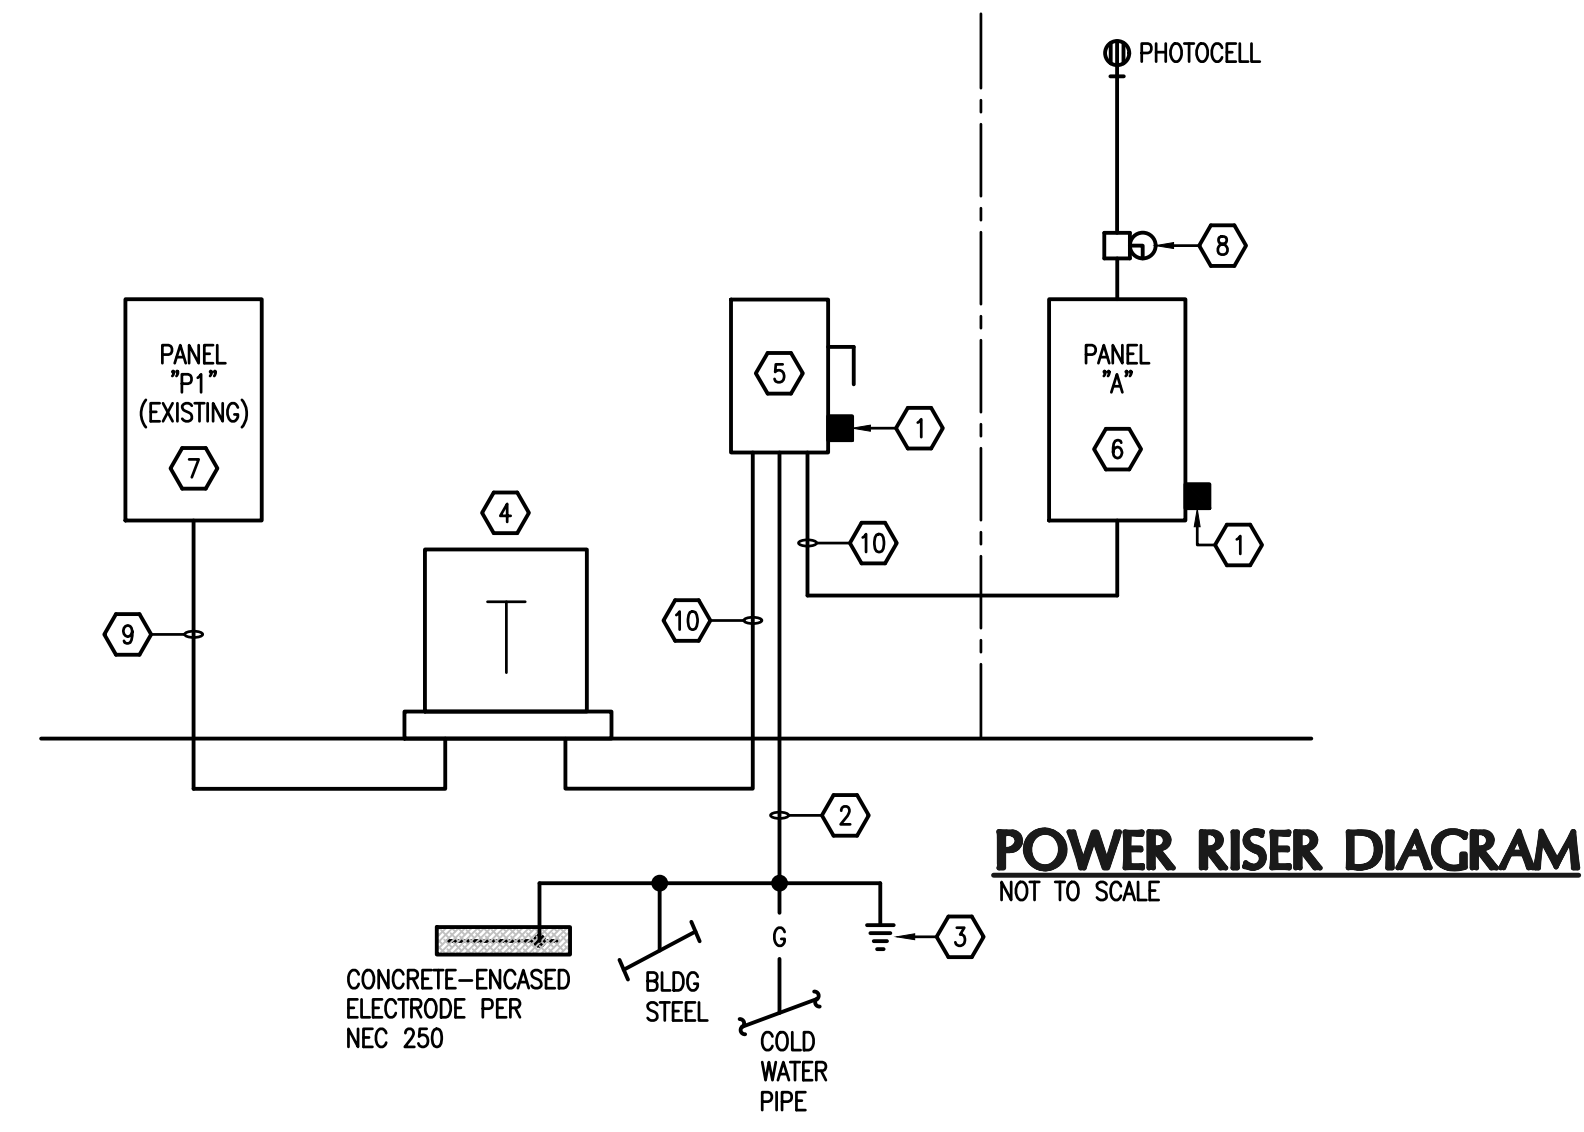 PHOTOCELL
8
PANEL
"P1"
(EXISTING)
7
5
1
PANEL
"A"
6
1
4
T
10
10
9
2
POWER RISER DIAGRAM
NOT TO SCALE
G
3
CONCRETE-ENCASED
ELECTRODE PER
NEC 250
BLDG
STEEL
COLD
WATER
PIPE